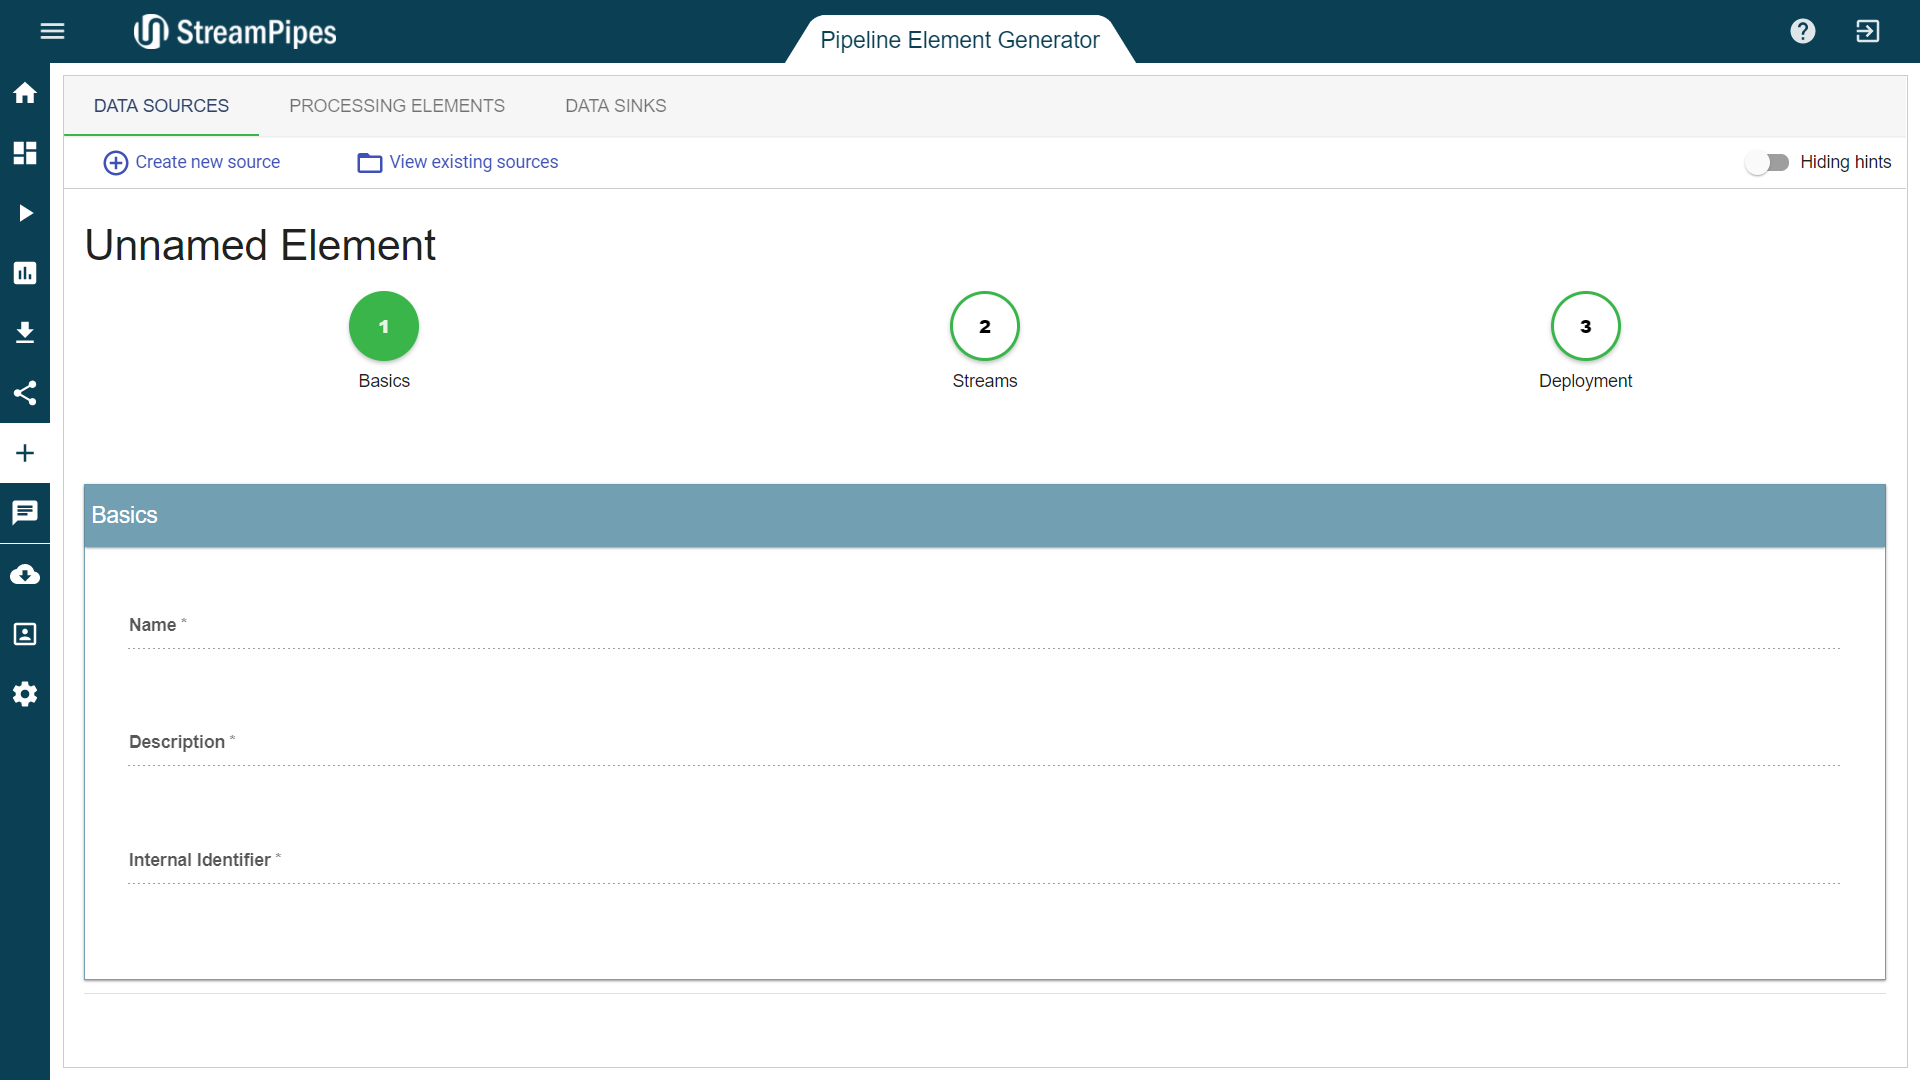 StreamPipes
Pipeline Element Generator
DATA SOURCES
PROCESSING ELEMENTS
DATA SINKS
Create new source
View existing sources
Hiding hints
Unnamed Element
1
2
3
Basics
Streams
Deployment
Basics
Name *
Description *
Internal Identifier *